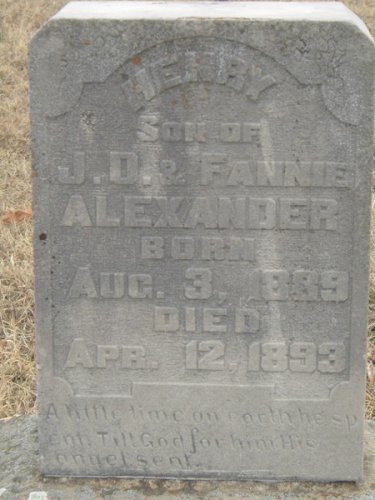 HENRY
SON OF
J.D. & FANNIE
ALEXANDER
BORN
AUG. 3, 1889
DIED
APR. 12, 1893
A little time on earth he sp
ent. Till God for him His
angel sent.